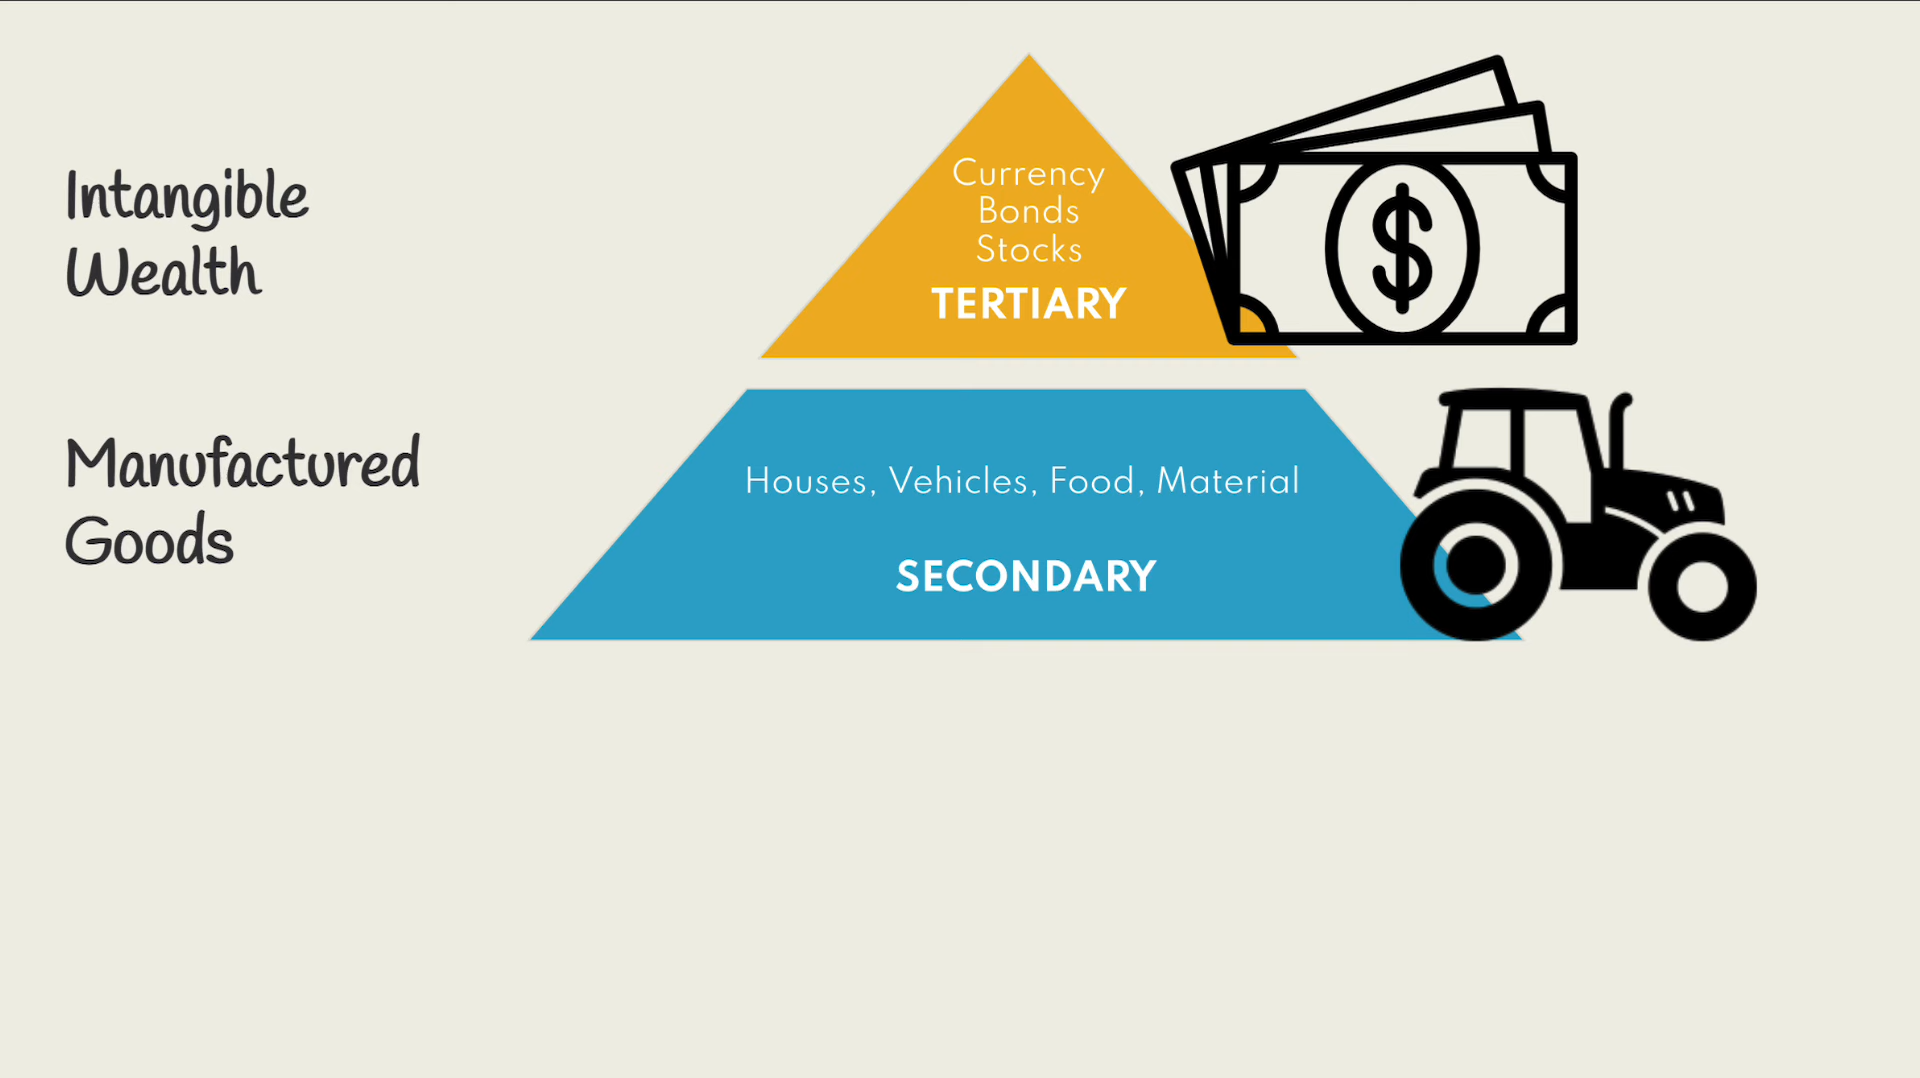 Intangible
Wealth
Currency
Bonds
Stocks
TERTIARY
$
Manufactured
Goods
Houses, Vehicles, Food, Material
SECONDARY